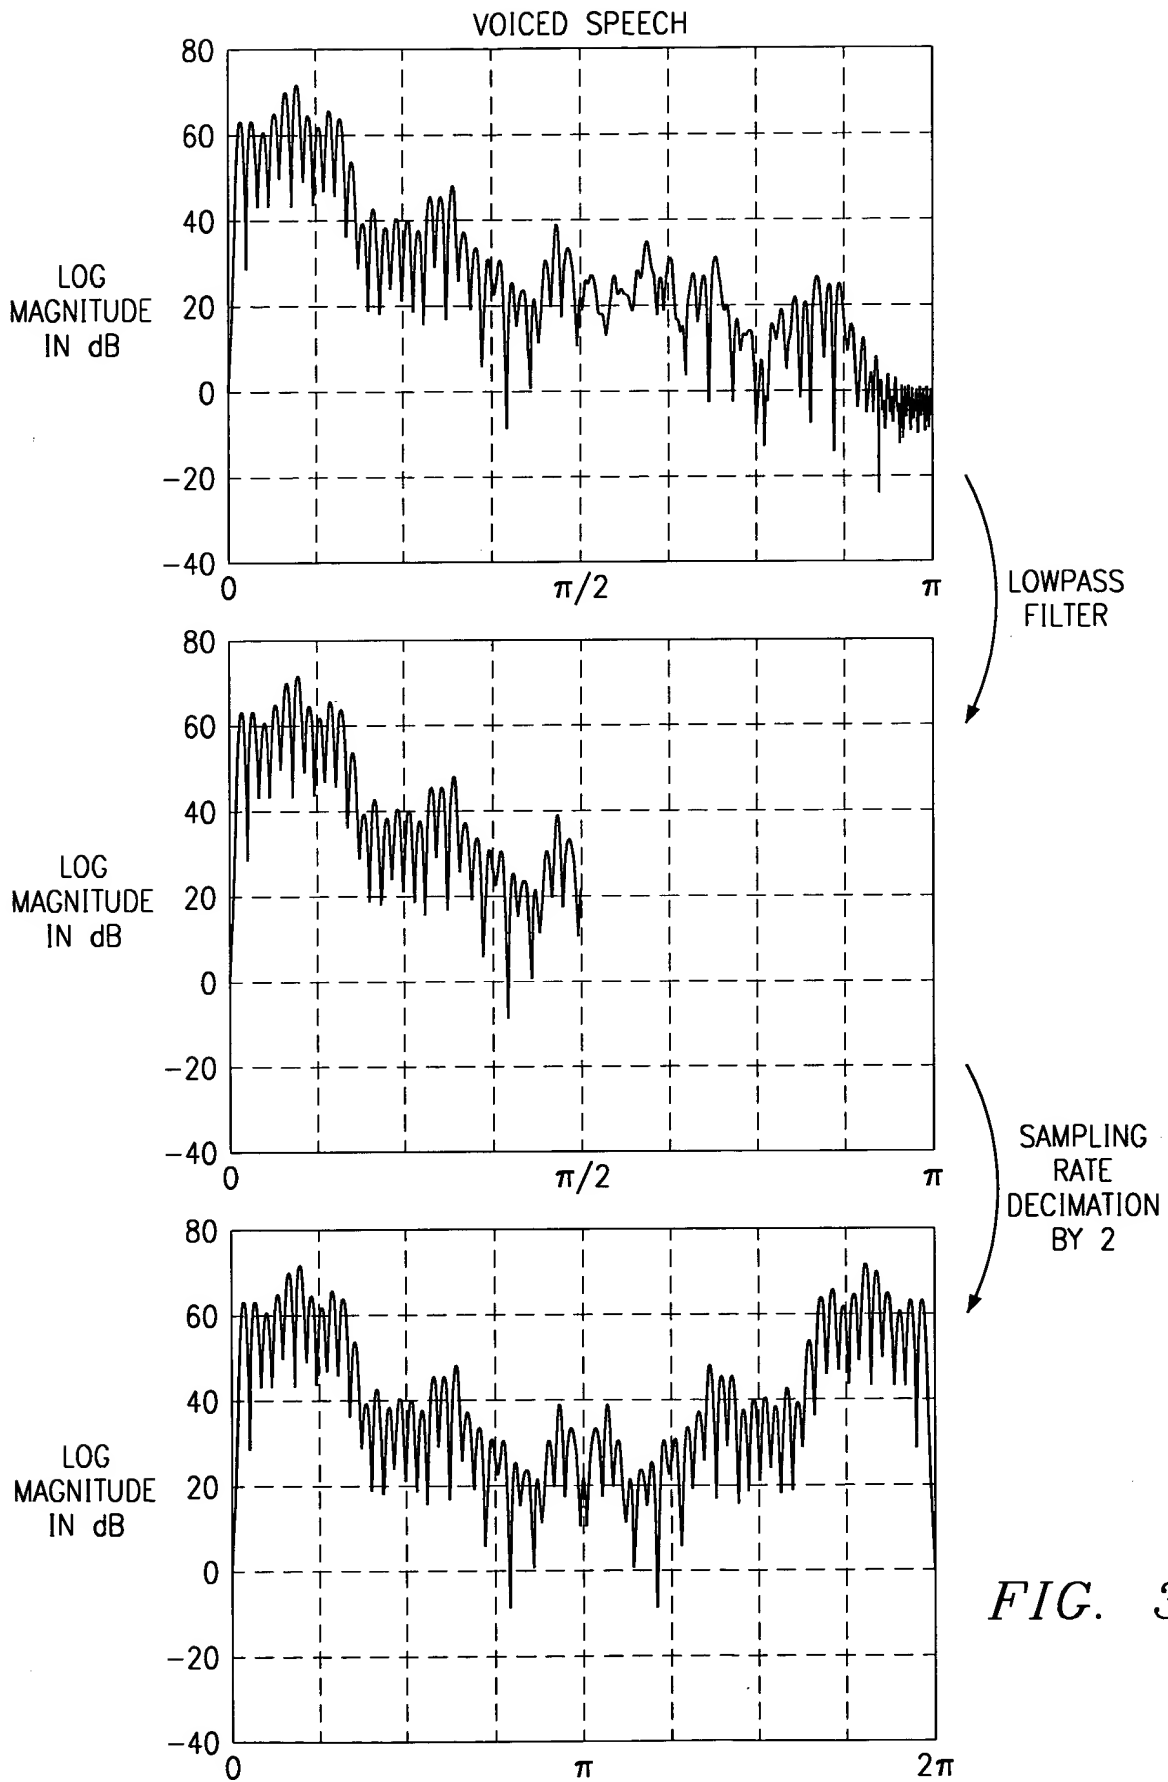 VOICED SPEECH
80
60
40
20
0
-20
-40
LOG
MAGNITUDE
IN dB
0
π/2
π
LOWPASS
FILTER
80
60
40
20
0
-20
-40
LOG
MAGNITUDE
IN dB
0
π/2
π
SAMPLING
RATE
DECIMATION
BY 2
80
60
40
20
0
-20
-40
LOG
MAGNITUDE
IN dB
0
π
2π
FIG. 3